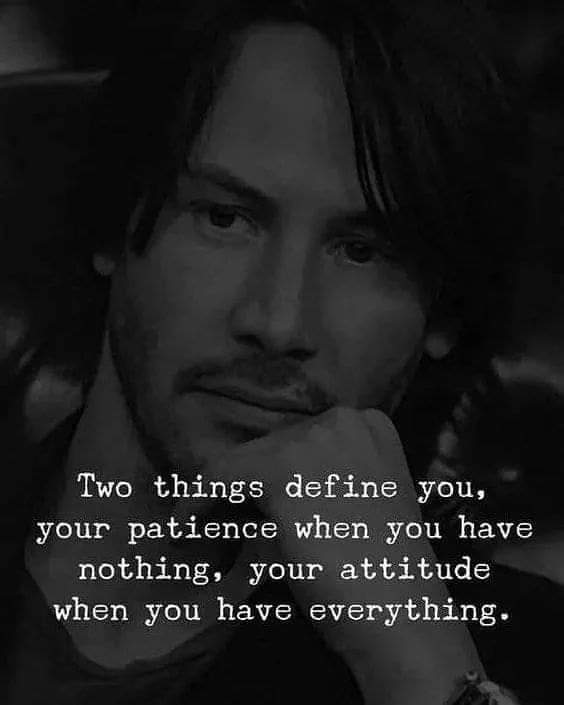 Two things define you,
your patience when you have
nothing, your attitude
when you have everything.